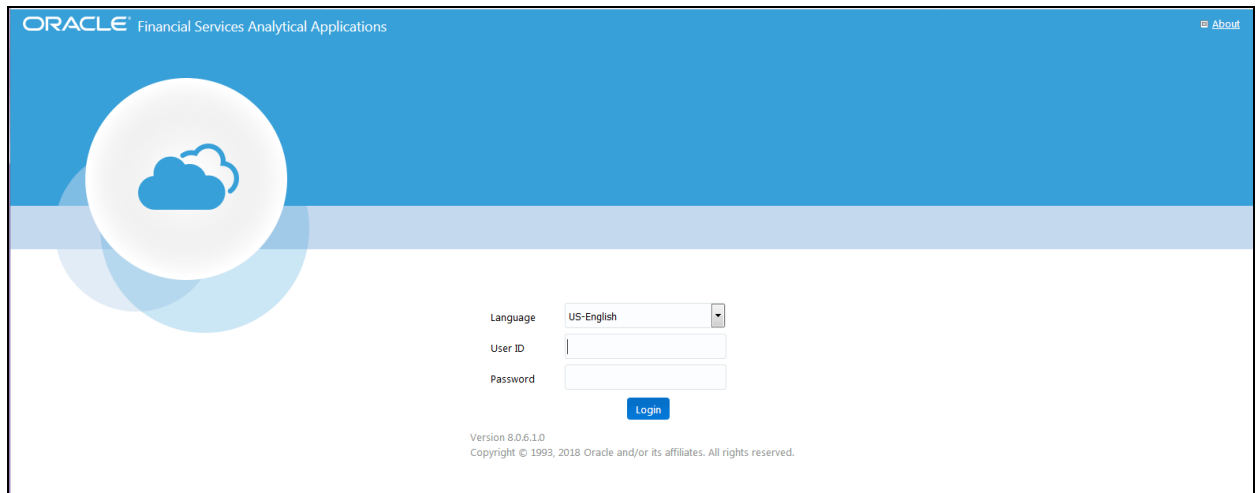 ORACLE® Financial Services Analytical Applications
About
Language US-English
User ID
Password
Login
Version 8.0.6.1.0
Copyright © 1993, 2018 Oracle and/or its affiliates. All rights reserved.